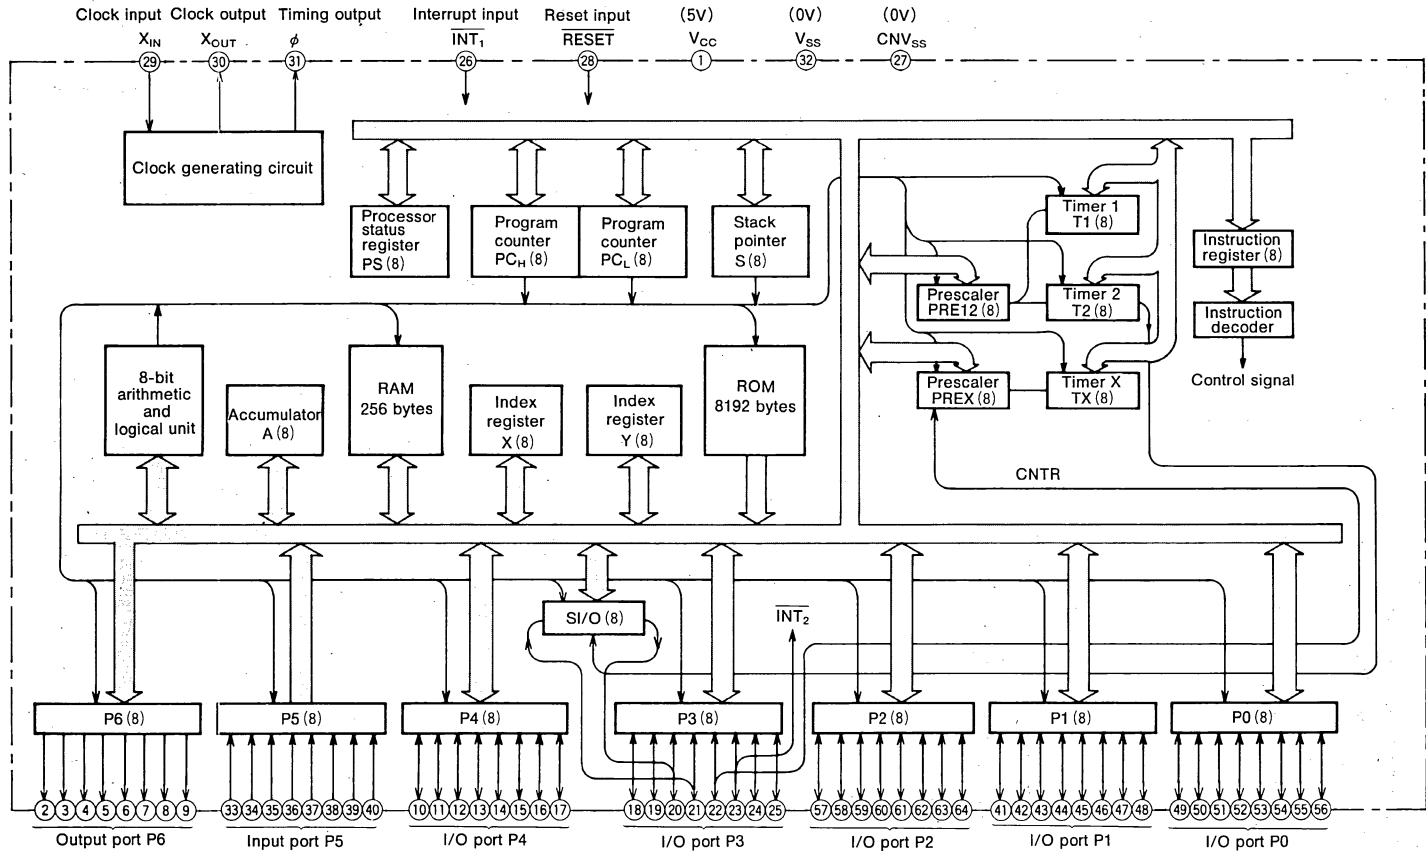 Clock input Clock output Timing output Interrupt input Reset input (5V) (0V) (0V)
XIN XOUT φ INT1 RESET VCC VSS CNVSS
29 30 31 26 28 1 32 27
Clock generating circuit
Processor
status
register
PS(8)
Program
counter
PCH(8)
Program
counter
PCL(8)
Stack
pointer
S(8)
Timer 1
T1(8)
Prescaler
PRE12(8)
Timer 2
T2(8)
Prescaler
PREX(8)
Timer X
TX(8)
Instruction
register(8)
Instruction
decoder
Control signal
8-bit
arithmetic
and
logical unit
Accumulator
A(8)
RAM
256 bytes
Index
register
X(8)
Index
register
Y(8)
ROM
8192 bytes
CNTR
SI/O(8)
INT2
P6(8) P5(8) P4(8) P3(8) P2(8) P1(8) P0(8)
2 3 4 5 6 7 8 9 33 34 35 36 37 38 39 40 10 11 12 13 14 15 16 17 18 19 20 21 22 23 24 25 57 58 59 60 61 62 63 64 41 42 43 44 45 46 47 48 49 50 51 52 53 54 55 56
Output port P6 Input port P5 I/O port P4 I/O port P3 I/O port P2 I/O port P1 I/O port P0